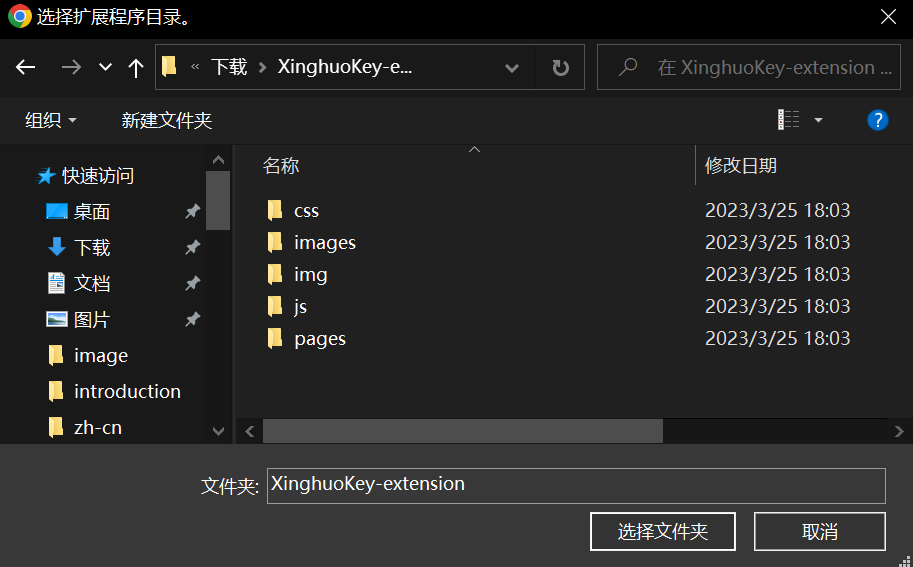 选择扩展程序目录。
« 下载 › XinghuoKey-e...
在 XinghuoKey-extension ...
组织 新建文件夹
?
名称 修改日期
快速访问
桌面
下载
文档
图片
image
introduction
zh-cn
css 2023/3/25 18:03
images 2023/3/25 18:03
img 2023/3/25 18:03
js 2023/3/25 18:03
pages 2023/3/25 18:03
文件夹: XinghuoKey-extension
选择文件夹 取消